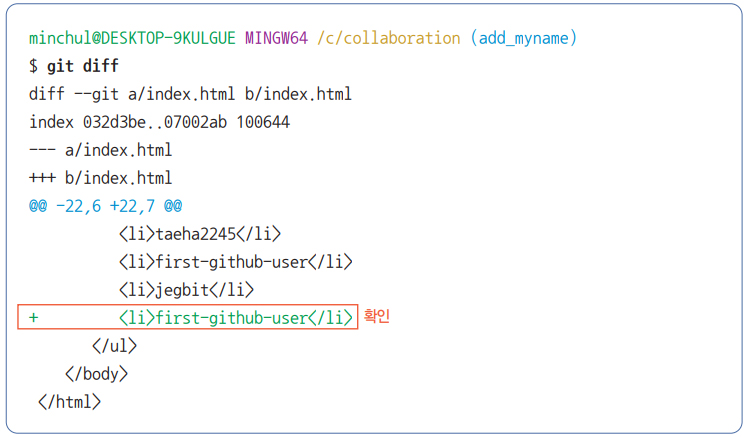 minchul@DESKTOP-9KULGUE MINGW64 /c/collaboration (add_myname)
$ git diff
diff --git a/index.html b/index.html
index 032d3be..07002ab 100644
--- a/index.html
+++ b/index.html
@@ -22,6 +22,7 @@
          <li>taeha2245</li>
          <li>first-github-user</li>
          <li>jegbit</li>
+         <li>first-github-user</li> 확인
       </ul>
    </body>
 </html>